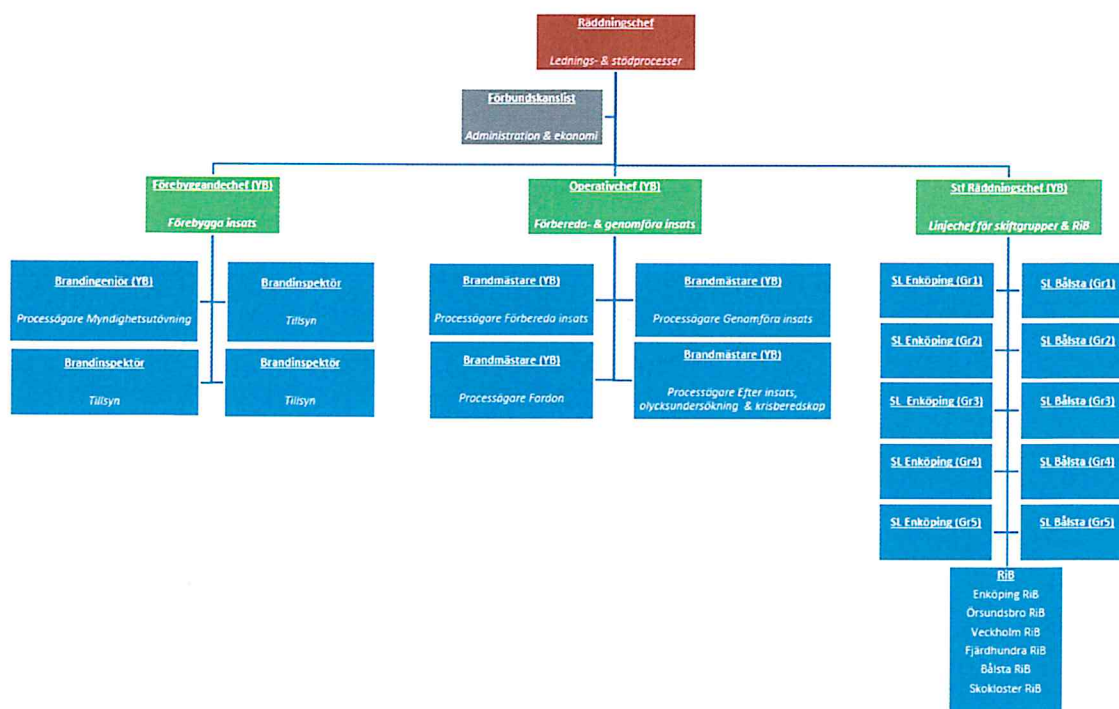 Räddningschef
Lednings- & stödprocesser
Förbundskanslist
Administration & ekonomi
Förebyggandechef (YB)
Förebygga insats
Operativchef (YB)
Förbereda- & genomföra insats
Stf Räddningschef (YB)
Linjechef för skiftgrupper & RiB
Brandingenjör (YB)
Processägare Myndighetsutövning
Brandinspektör
Tillsyn
Brandinspektör
Tillsyn
Brandinspektör
Tillsyn
Brandmästare (YB)
Processägare Förbereda insats
Brandmästare (YB)
Processägare Genomföra insats
Brandmästare (YB)
Processägare Fordon
Brandmästare (YB)
Processägare Efter insats,
olycksundersökning & krisberedskap
SL Enköping (Gr1)
SL Bålsta (Gr1)
SL Enköping (Gr2)
SL Bålsta (Gr2)
SL Enköping (Gr3)
SL Bålsta (Gr3)
SL Enköping (Gr4)
SL Bålsta (Gr4)
SL Enköping (Gr5)
SL Bålsta (Gr5)
RiB
Enköping RiB
Örsundsbro RiB
Veckholm RiB
Fjärdhundra RiB
Bålsta RiB
Skokloster RiB